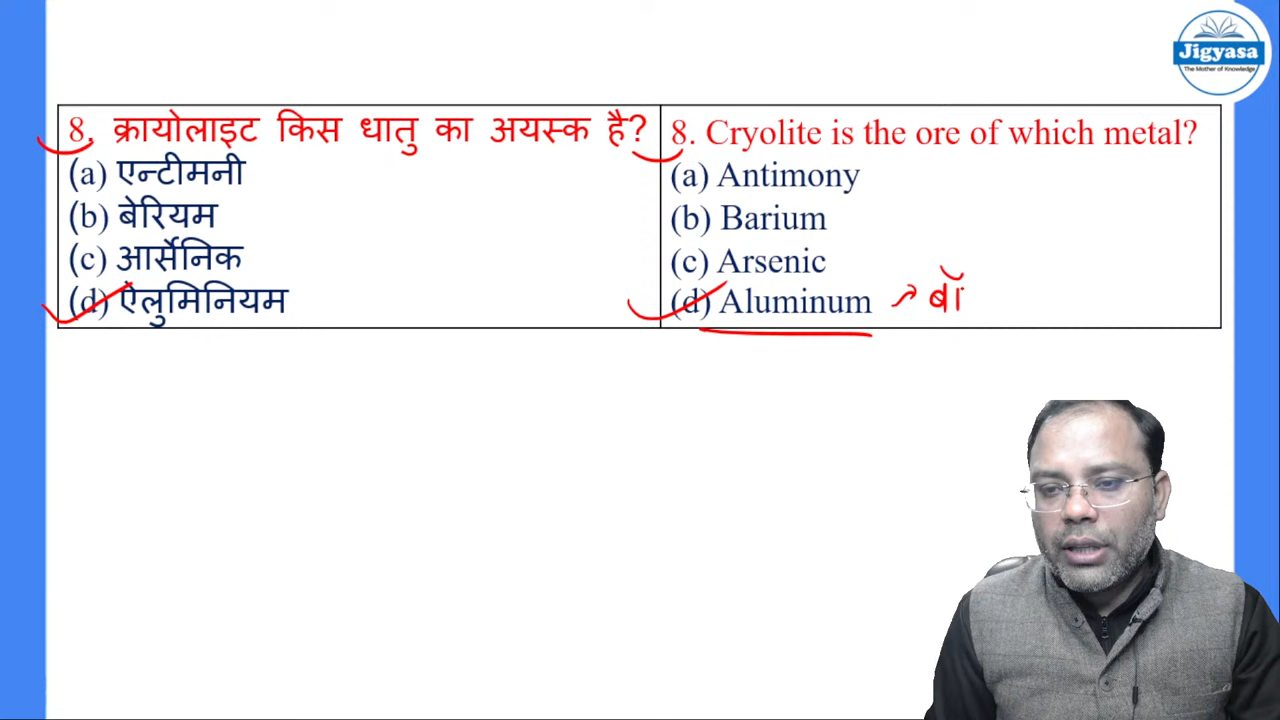 Jigyasa
The Mother of Knowledge
8. क्रायोलाइट किस धातु का अयस्क है?
(a) एन्टीमनी
(b) बेरियम
(c) आर्सेनिक
(d) ऐलुमिनियम
8. Cryolite is the ore of which metal?
(a) Antimony
(b) Barium
(c) Arsenic
(d) Aluminum → बॉ